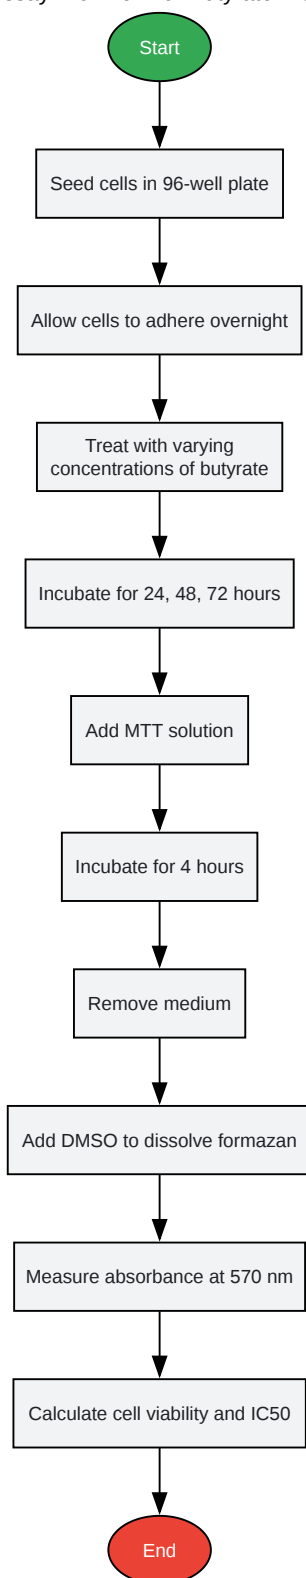 Start
Seed cells in 96-well plate
Allow cells to adhere overnight
Treat with varying
concentrations of butyrate
Incubate for 24, 48, 72 hours
Add MTT solution
Incubate for 4 hours
Remove medium
Add DMSO to dissolve formazan
Measure absorbance at 570 nm
Calculate cell viability and IC50
End